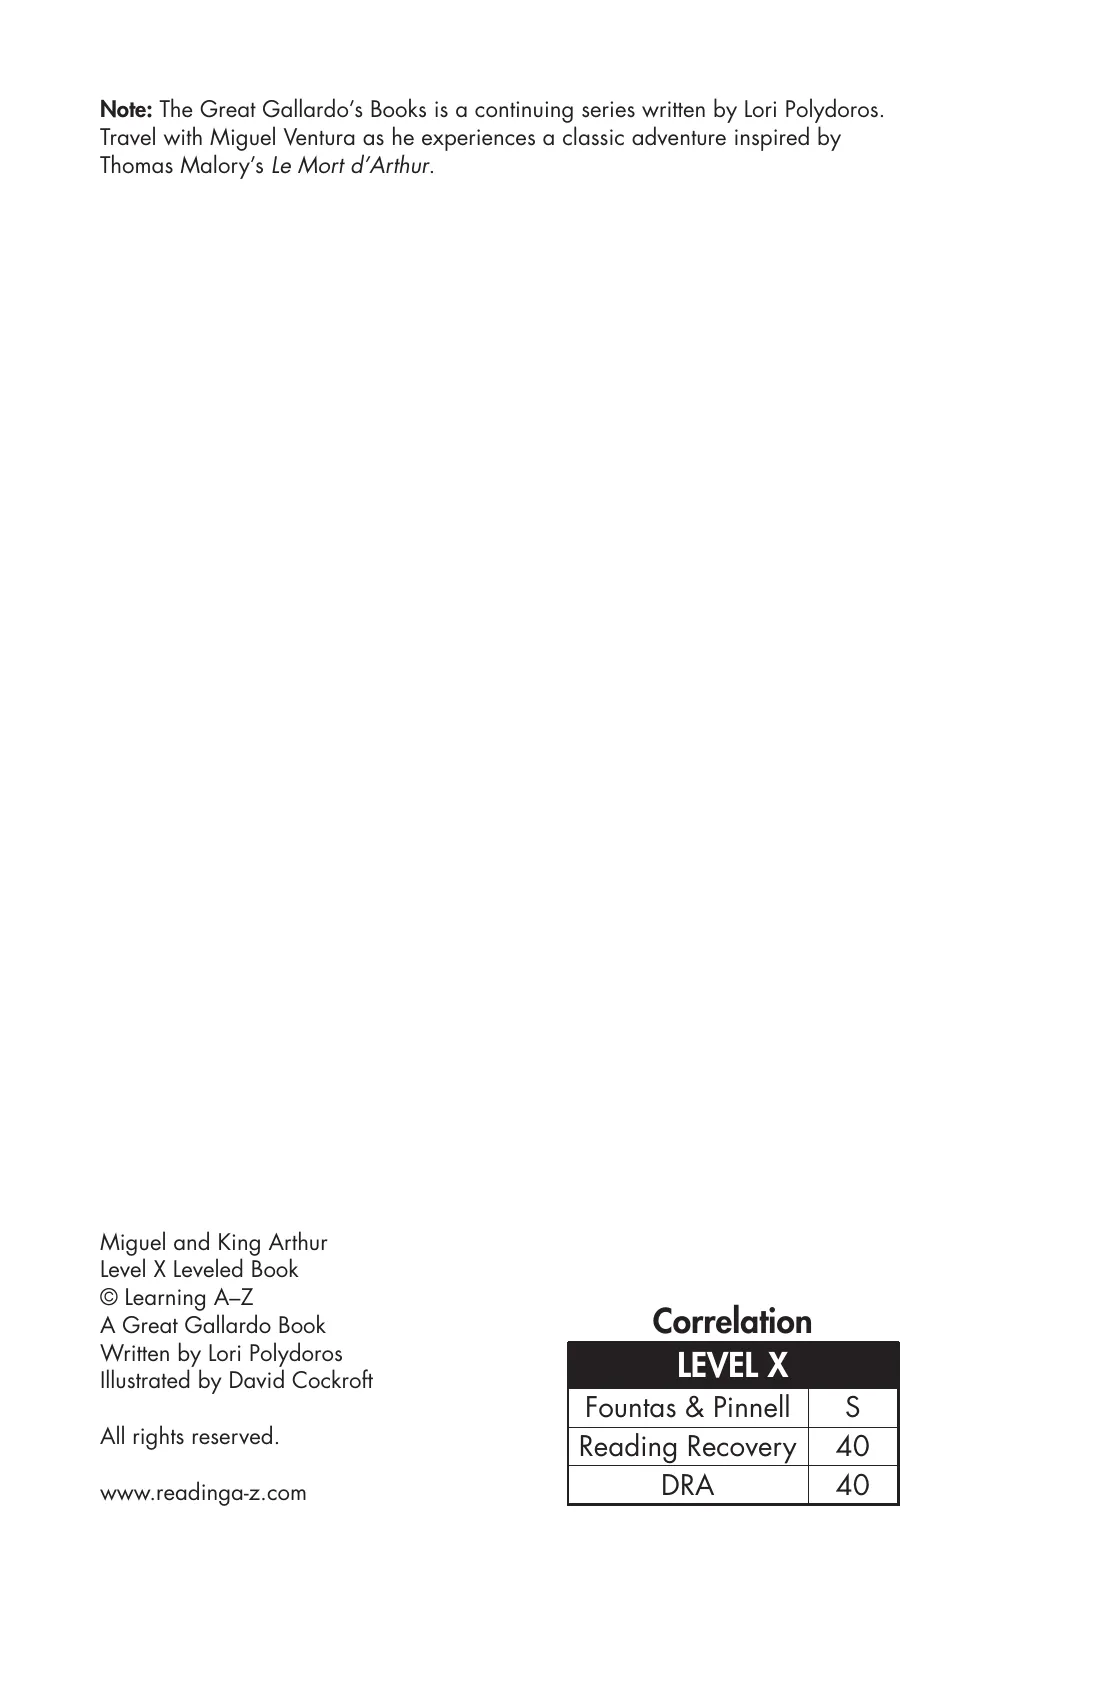 Note: The Great Gallardo's Books is a continuing series written by Lori Polydoros.
Travel with Miguel Ventura as he experiences a classic adventure inspired by
Thomas Malory's Le Mort d'Arthur.
Miguel and King Arthur
Level X Leveled Book
© Learning A–Z
A Great Gallardo Book
Written by Lori Polydoros
Illustrated by David Cockroft
All rights reserved.
www.readinga-z.com
Correlation
LEVEL X
Fountas & Pinnell S
Reading Recovery 40
DRA 40